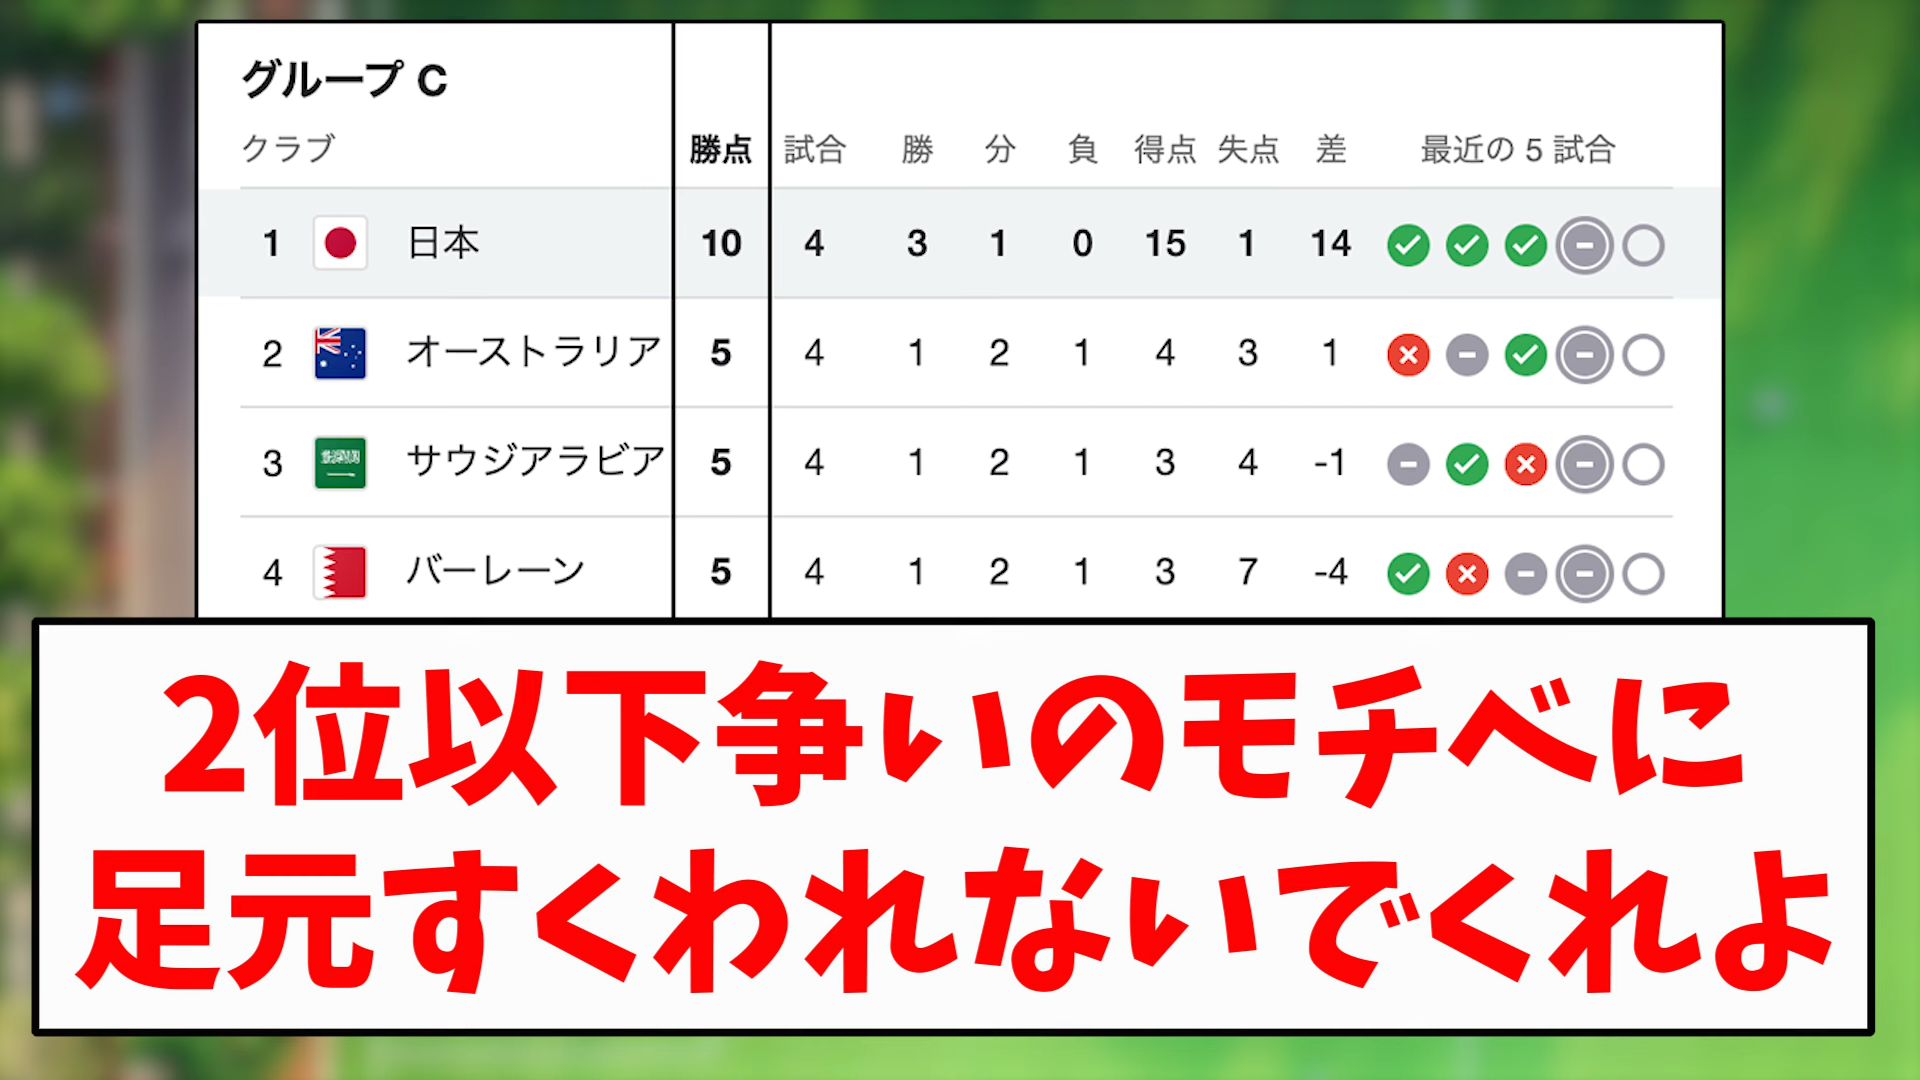 グループ C
クラブ 勝点 試合 勝 分 負 得点 失点 差 最近の 5 試合
1 日本 10 4 3 1 0 15 1 14
2 オーストラリア 5 4 1 2 1 4 3 1
3 サウジアラビア 5 4 1 2 1 3 4 -1
4 バーレーン 5 4 1 2 1 3 7 -4
2位以下争いのモチベに
足元すくわれないでくれよ